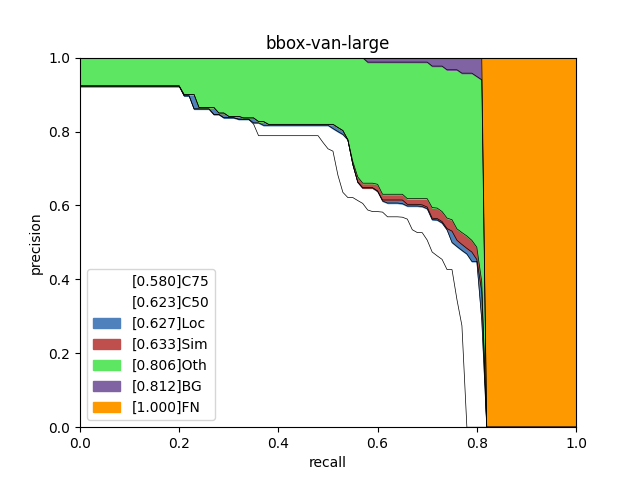 bbox-van-large
precision
1.0
0.8
0.6
0.4
0.2
0.0
[0.580]C75
[0.623]C50
[0.627]Loc
[0.633]Sim
[0.806]Oth
[0.812]BG
[1.000]FN
0.0 0.2 0.4 0.6 0.8 1.0
recall